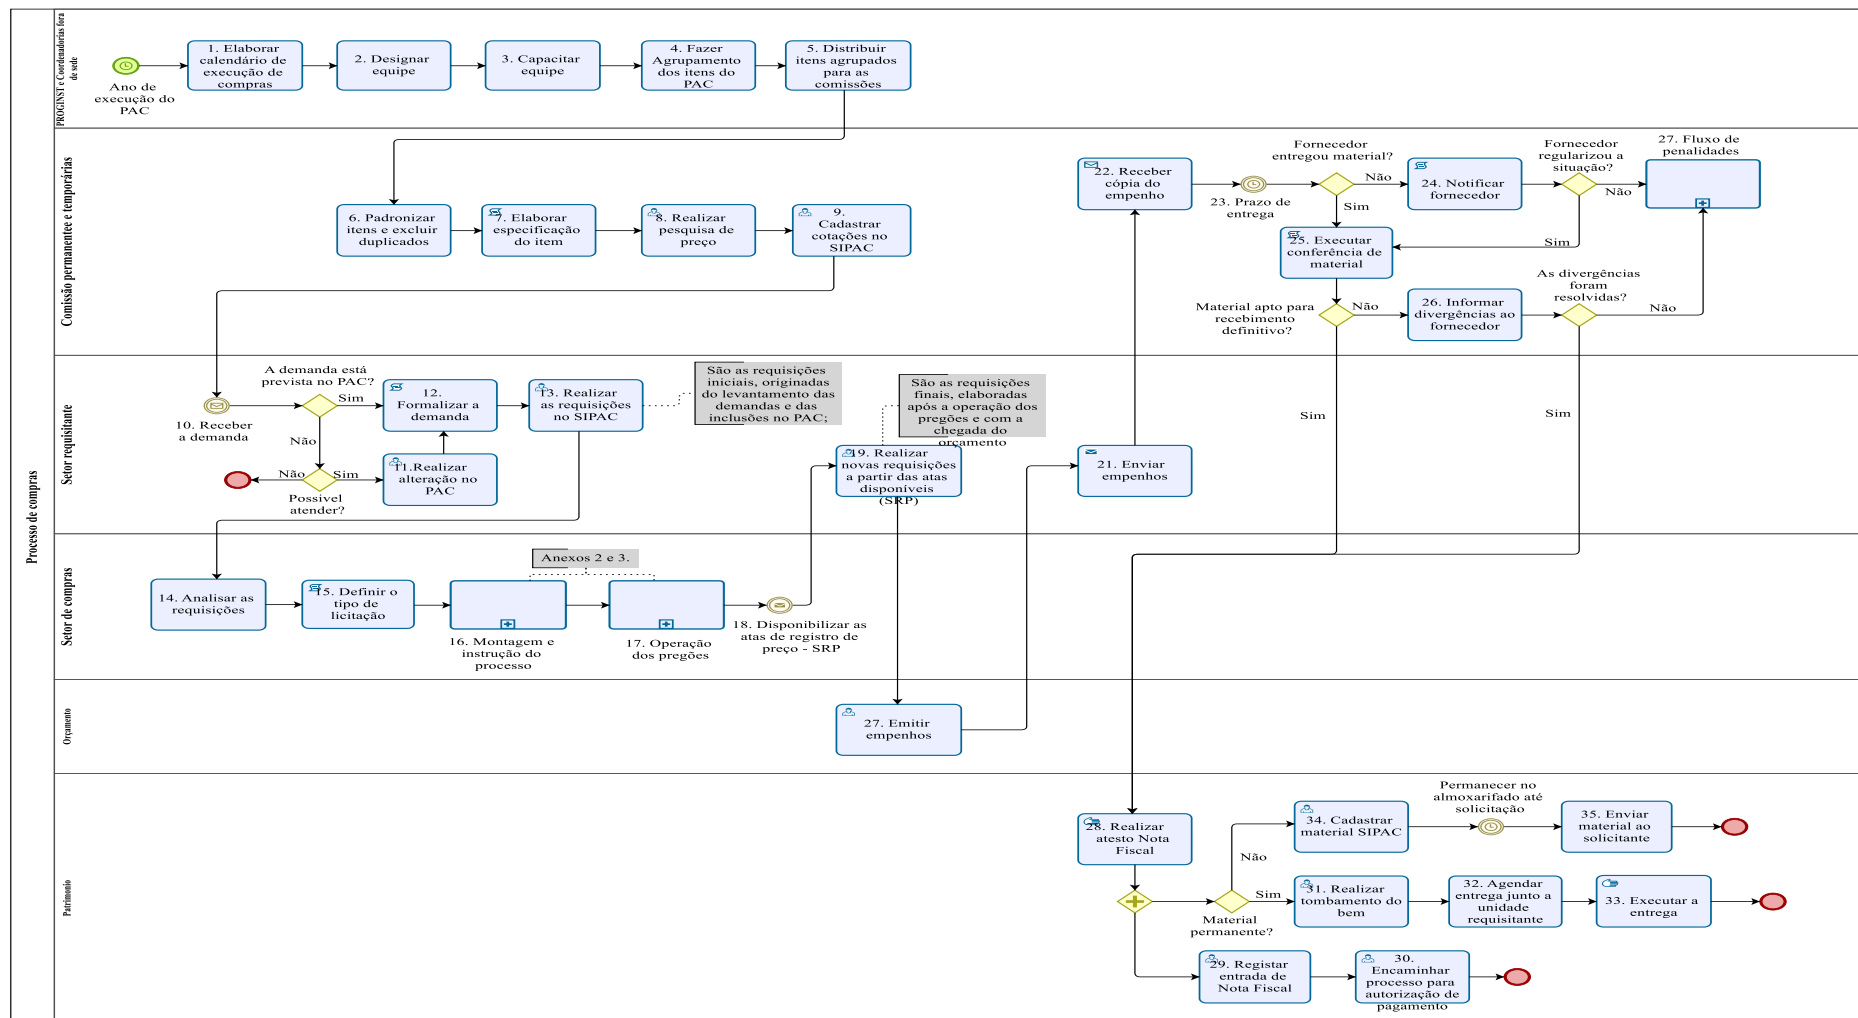 Processo de compras
PROGINST e Coordenadorias fora
de sede
Ano de
execução do
PAC
1. Elaborar
calendário de
execução de
compras
2. Designar
equipe
3. Capacitar
equipe
4. Fazer
Agrupamento
dos itens do
PAC
5. Distribuir
itens agrupados
para as
comissões
Comissão permanentee e temporárias
6. Padronizar
itens e excluir
duplicados
7. Elaborar
especificação
do item
8. Realizar
pesquisa de
preço
9.
Cadastrar
cotações no
SIPAC
22. Receber
cópia do
empenho
23. Prazo de
entrega
Fornecedor
entregou material?
Não
Sim
24. Notificar
fornecedor
Fornecedor
regularizou a
situação?
Não
Sim
27. Fluxo de
penalidades
25. Executar
conferência de
material
Material apto para
recebimento
definitivo?
Não
26. Informar
divergências ao
fornecedor
As divergências
foram
resolvidas?
Não
Sim
Sim
Setor requisitante
10. Receber
a demanda
A demanda está
prevista no PAC?
Sim
Não
12.
Formalizar a
demanda
13. Realizar
as requisições
no SIPAC
São as requisições
iniciais, originadas
do levantamento das
demandas e das
inclusões no PAC;
Não
Sim
Possivel
atender?
11.Realizar
alteração no
PAC
São as requisições
finais, elaboradas
após a operação dos
pregões e com a
chegada do
orçamento
19. Realizar
novas requisições
a partir das atas
disponíveis
(SRP)
21. Enviar
empenhos
Setor de compras
14. Analisar as
requisições
15. Definir o
tipo de
licitação
Anexos 2 e 3.
16. Montagem e
instrução do
processo
17. Operação
dos pregões
18. Disponibilizar as
atas de registro de
preço - SRP
Orçamento
27. Emitir
empenhos
Patrimonio
28. Realizar
atesto Nota
Fiscal
Material
permanente?
Não
Sim
34. Cadastrar
material SIPAC
Permanecer no
almoxarifado até
solicitação
35. Enviar
material ao
solicitante
31. Realizar
tombamento do
bem
32. Agendar
entrega junto a
unidade
requisitante
33. Executar a
entrega
29. Registar
entrada de
Nota Fiscal
30.
Encaminhar
processo para
autorização de
pagamento